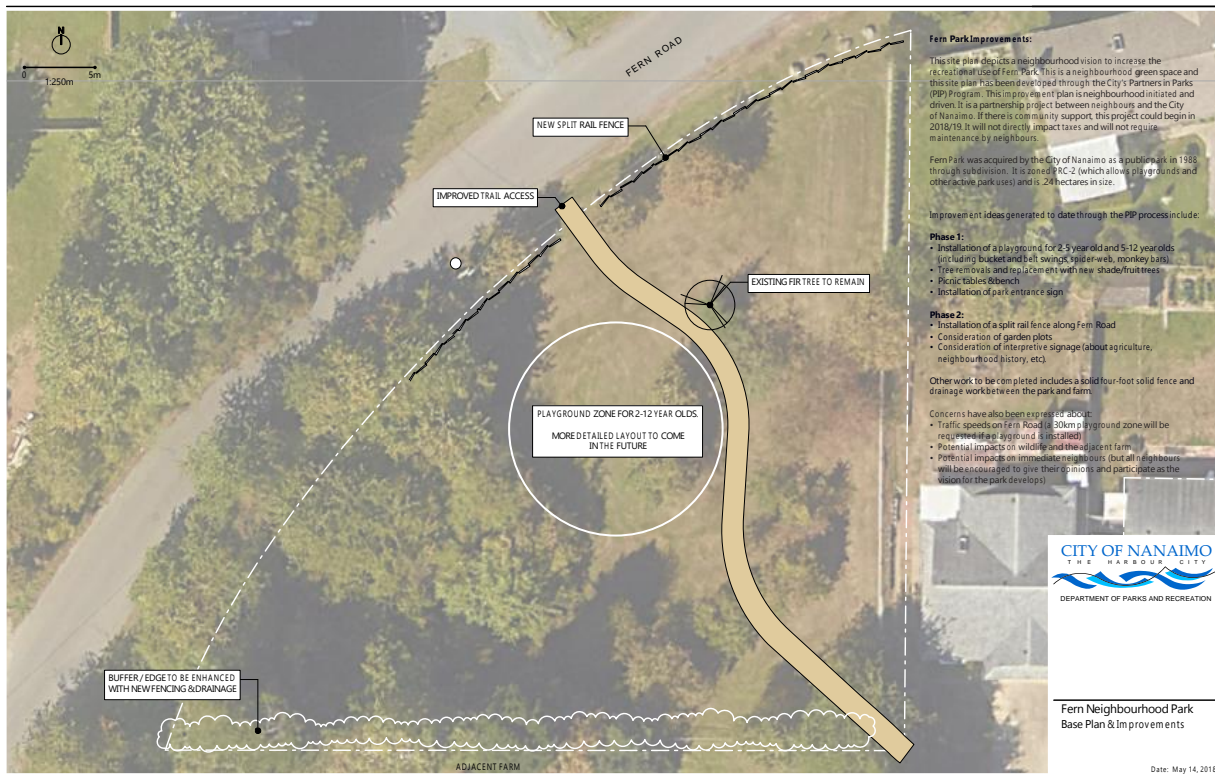 N
0
5m
1:250m
FERN ROAD
NEW SPLIT RAIL FENCE
IMPROVED TRAIL ACCESS
EXISTING FIR TREE TO REMAIN
PLAYGROUND ZONE FOR 2-12 YEAR OLDS.
MORE DETAILED LAYOUT TO COME
IN THE FUTURE
BUFFER / EDGE TO BE ENHANCED
WITH NEW FENCING & DRAINAGE
ADJACENT FARM
Fern Park Improvements:
This site plan depicts a neighbourhood vision to increase the
recreational use of Fern Park. This is a neighbourhood green space and
this site plan has been developed through the City's Partners in Parks
(PIP) Program. This improvement plan is neighbourhood initiated and
driven. It is a partnership project between neighbours and the City
of Nanaimo. If there is community support, this project could begin in
2018/19. It will not directly impact taxes and will not require
maintenance by neighbours.
Fern Park was acquired by the City of Nanaimo as a public park in 1988
through subdivision. It is zoned PRC-2 (which allows playgrounds and
other active park uses) and is .24 hectares in size.
Improvement ideas generated to date through the PIP process include:
Phase 1:
• Installation of a playground for 2-5 year old and 5-12 year olds
(including bucket and belt swings, spider-web, monkey bars)
• Tree removals and replacement with new shade/fruit trees
• Picnic tables & bench
• Installation of park entrance sign
Phase 2:
• Installation of a split rail fence along Fern Road
• Consideration of garden plots
• Consideration of interpretive signage (about agriculture,
neighbourhood history, etc).
Other work to be completed includes a solid four-foot solid fence and
drainage work between the park and farm.
Concerns have also been expressed about:
• Traffic speeds on Fern Road (a 30km playground zone will be
requested if a playground is installed)
• Potential impacts on wildlife and the adjacent farm
• Potential impacts on immediate neighbours (but all neighbours
will be encouraged to give their opinions and participate as the
vision for the park develops)
CITY OF NANAIMO
THE HARBOUR CITY
DEPARTMENT OF PARKS AND RECREATION
Fern Neighbourhood Park
Base Plan & Improvements
Date: May 14, 2018